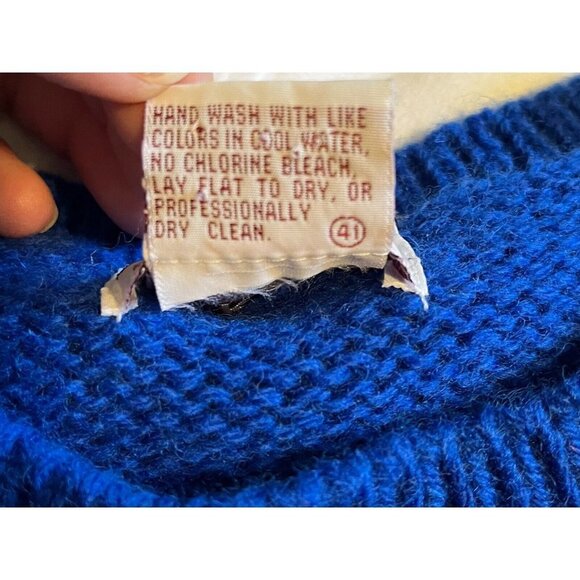 HAND WASH WITH LIKE
COLORS IN COOL WATER,
NO CHLORINE BLEACH,
LAY FLAT TO DRY, OR
PROFESSIONALLY
DRY CLEAN. 41